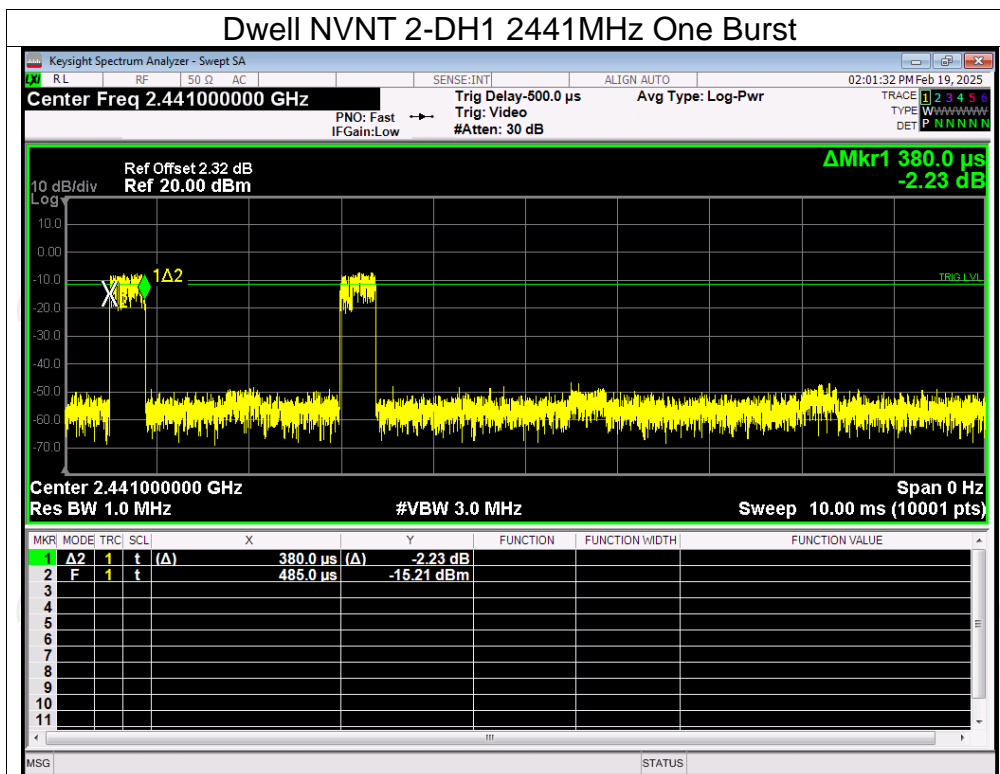 Dwell NVNT 2-DH1 2441MHz One Burst
Keysight Spectrum Analyzer - Swept SA
LXI RL RF 50 Ω AC SENSE:INT ALIGN AUTO 02:01:32 PM Feb 19, 2025
Center Freq 2.441000000 GHz Trig Delay-500.0 µs Avg Type: Log-Pwr TRACE 1 2 3 4 5 6
PNO: Fast Trig: Video TYPE WWWWWWW
IFGain:Low #Atten: 30 dB DET P N N N N N
ΔMkr1 380.0 µs
-2.23 dB
Ref Offset 2.32 dB
10 dB/div Ref 20.00 dBm
Log
10.0
0.00
-10.0 1Δ2 TRIG LVL
-20.0
-30.0
-40.0
-50.0
-60.0
-70.0
Center 2.441000000 GHz Span 0 Hz
Res BW 1.0 MHz #VBW 3.0 MHz Sweep 10.00 ms (10001 pts)
MKR MODE TRC SCL X Y FUNCTION FUNCTION WIDTH FUNCTION VALUE
1 Δ2 1 t (Δ) 380.0 µs (Δ) -2.23 dB
2 F 1 t 485.0 µs -15.21 dBm
3
4
5
6
7
8
9
10
11
MSG STATUS